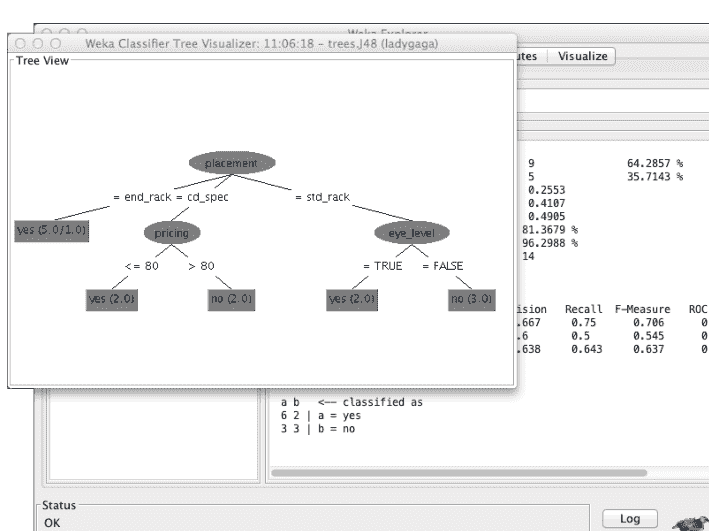 Weka Explorer
Weka Classifier Tree Visualizer: 11:06:18 - trees.J48 (ladygaga)
Tree View
utes Visualize
placement
= end_rack = cd_spec = std_rack
yes (5.0/1.0) pricing eye_level
<= 80 > 80 = TRUE = FALSE
yes (2.0) no (2.0) yes (2.0) no (3.0)
9 64.2857 %
5 35.7143 %
0.2553
0.4107
0.4905
81.3679 %
96.2988 %
14
ision Recall F-Measure ROC
.667 0.75 0.706 0
.6 0.5 0.545 0
.638 0.643 0.637 0
a b <-- classified as
6 2 | a = yes
3 3 | b = no
Status
OK
Log